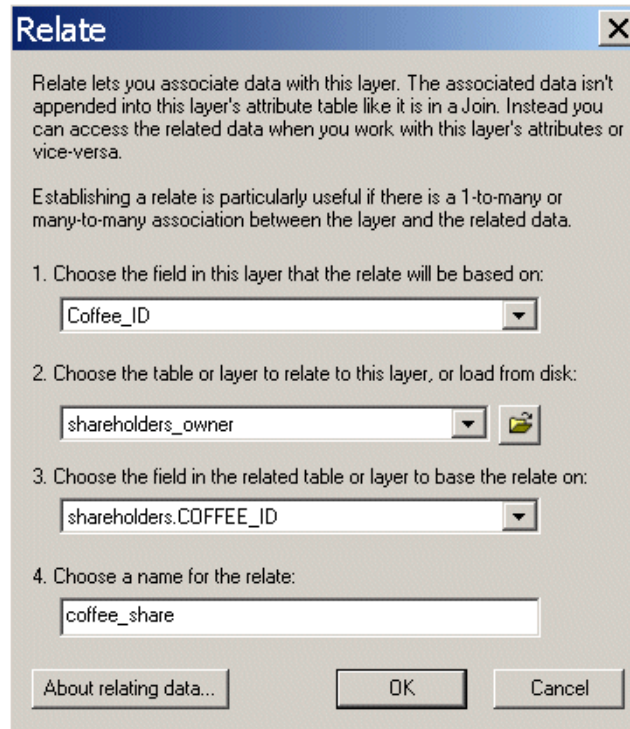 Relate
Relate lets you associate data with this layer. The associated data isn't
appended into this layer's attribute table like it is in a Join. Instead you
can access the related data when you work with this layer's attributes or
vice-versa.
Establishing a relate is particularly useful if there is a 1-to-many or
many-to-many association between the layer and the related data.
1. Choose the field in this layer that the relate will be based on:
Coffee_ID
2. Choose the table or layer to relate to this layer, or load from disk:
shareholders_owner
3. Choose the field in the related table or layer to base the relate on:
shareholders.COFFEE_ID
4. Choose a name for the relate:
coffee_share
About relating data... OK Cancel